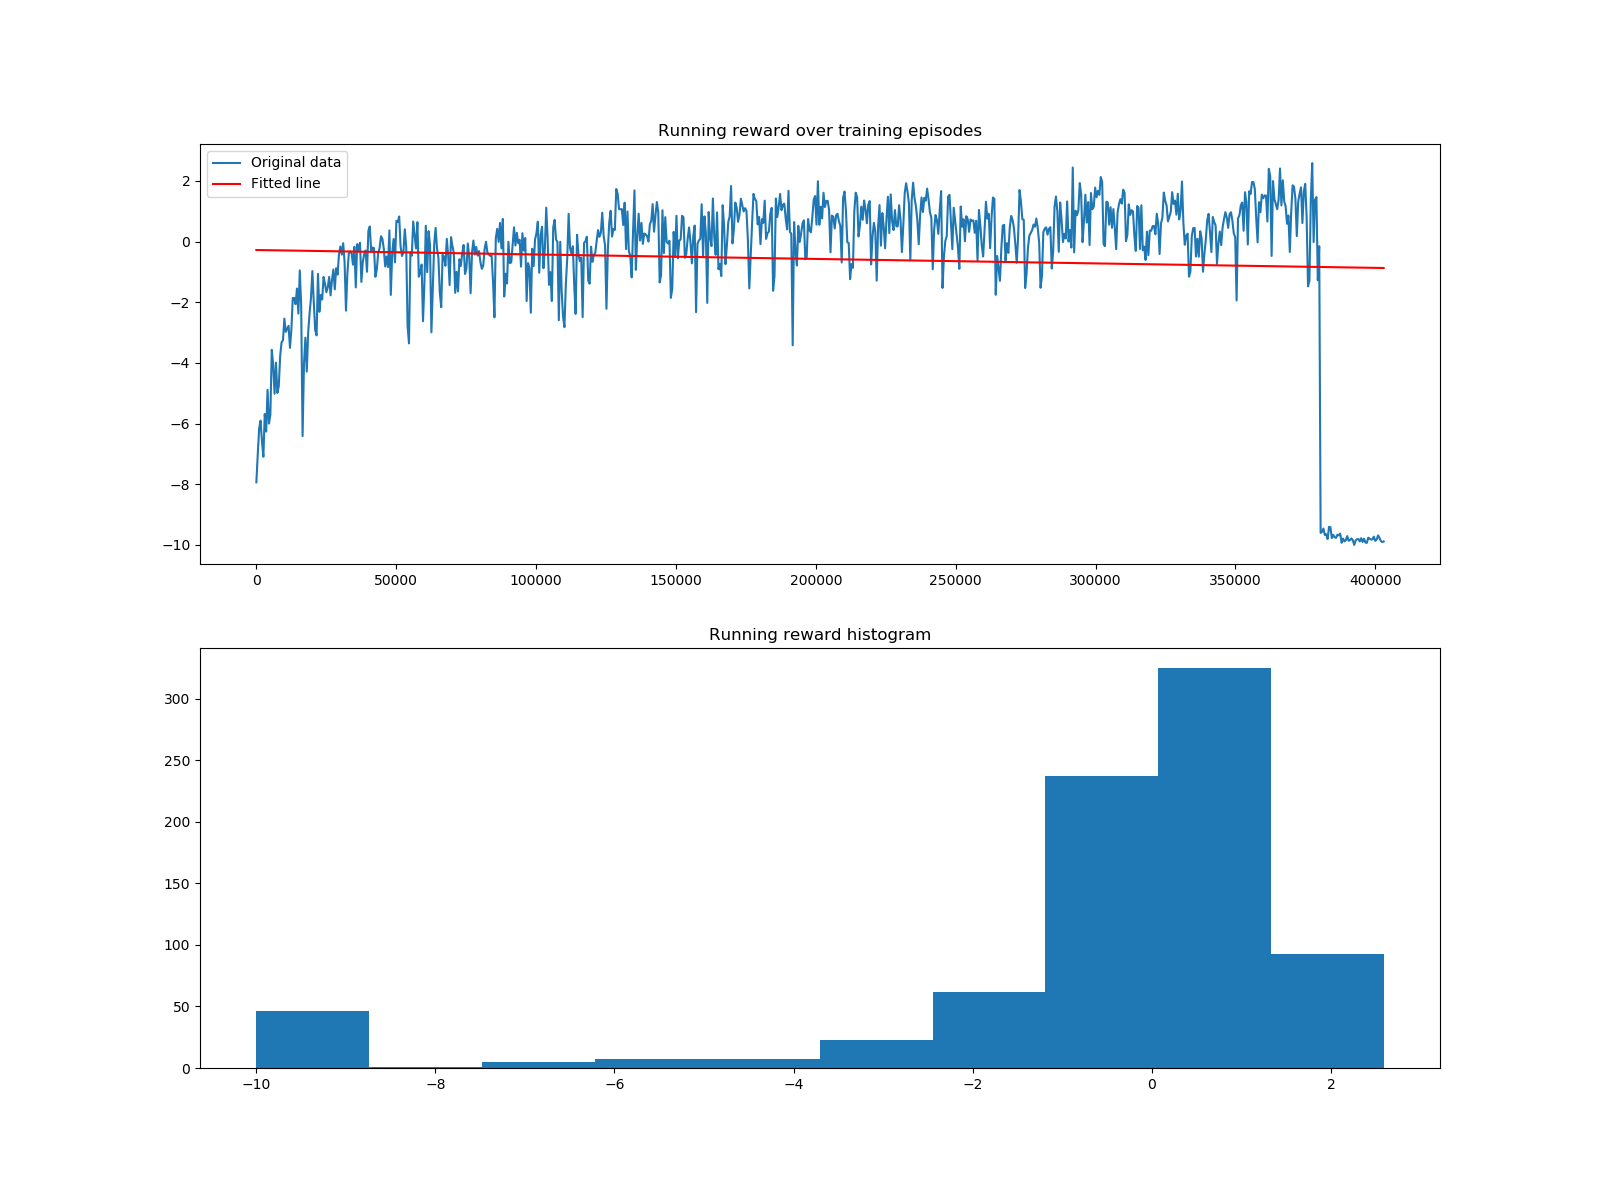 Running reward over training episodes
Original data
Fitted line
2
0
−2
−4
−6
−8
−10
0 50000 100000 150000 200000 250000 300000 350000 400000
Running reward histogram
300
250
200
150
100
50
0
−10 −8 −6 −4 −2 0 2